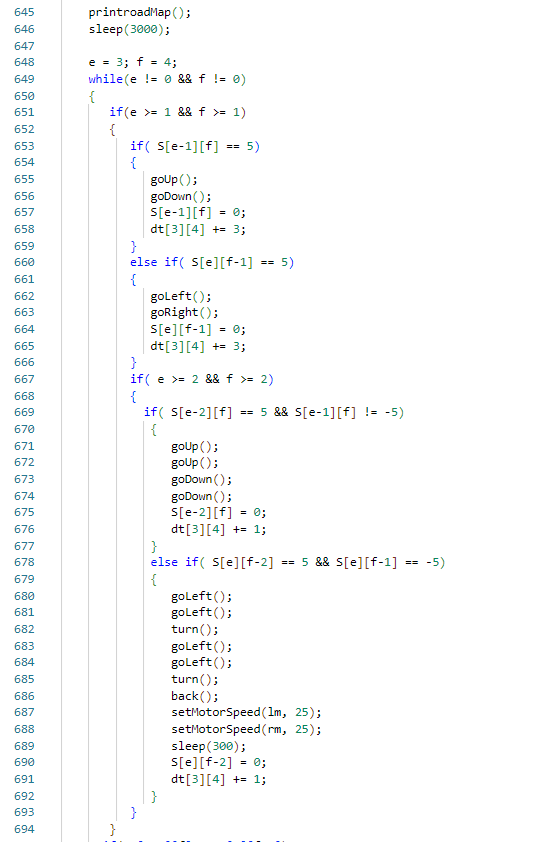 645 printroadMap();
646 sleep(3000);
647
648 e = 3; f = 4;
649 while(e != 0 && f != 0)
650 {
651 if(e >= 1 && f >= 1)
652 {
653 if( S[e-1][f] == 5)
654 {
655 goUp();
656 goDown();
657 S[e-1][f] = 0;
658 dt[3][4] += 3;
659 }
660 else if( S[e][f-1] == 5)
661 {
662 goLeft();
663 goRight();
664 S[e][f-1] = 0;
665 dt[3][4] += 3;
666 }
667 if( e >= 2 && f >= 2)
668 {
669 if( S[e-2][f] == 5 && S[e-1][f] != -5)
670 {
671 goUp();
672 goUp();
673 goDown();
674 goDown();
675 S[e-2][f] = 0;
676 dt[3][4] += 1;
677 }
678 else if( S[e][f-2] == 5 && S[e][f-1] == -5)
679 {
680 goLeft();
681 goLeft();
682 turn();
683 goLeft();
684 goLeft();
685 turn();
686 back();
687 setMotorSpeed(lm, 25);
688 setMotorSpeed(rm, 25);
689 sleep(300);
690 S[e][f-2] = 0;
691 dt[3][4] += 1;
692 }
693 }
694 }